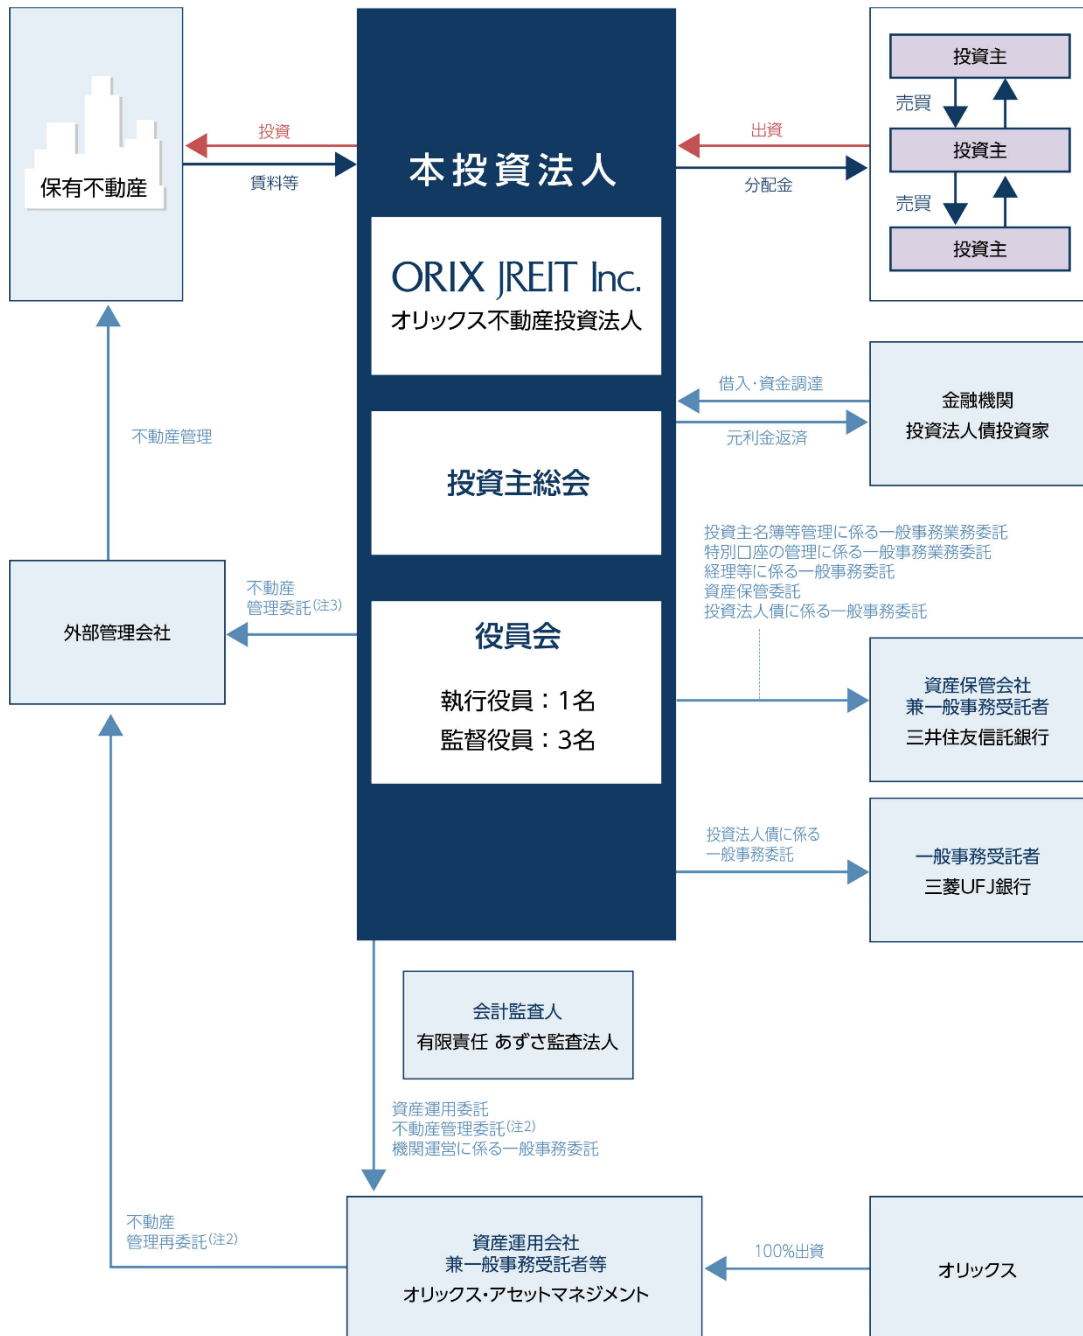 保有不動産
投資
賃料等
本投資法人
ORIX JREIT Inc.
オリックス不動産投資法人
投資主総会
役員会
執行役員：1名
監督役員：3名
出資
分配金
投資主
売買
投資主
売買
投資主
借入・資金調達
元利金返済
金融機関
投資法人債投資家
不動産管理
外部管理会社
不動産
管理委託(注3)
投資主名簿等管理に係る一般事務業務委託
特別口座の管理に係る一般事務業務委託
経理等に係る一般事務委託
資産保管委託
投資法人債に係る一般事務委託
資産保管会社
兼一般事務受託者
三井住友信託銀行
投資法人債に係る
一般事務委託
一般事務受託者
三菱UFJ銀行
会計監査人
有限責任 あずさ監査法人
資産運用委託
不動産管理委託(注2)
機関運営に係る一般事務委託
不動産
管理再委託(注2)
資産運用会社
兼一般事務受託者等
オリックス・アセットマネジメント
100%出資
オリックス